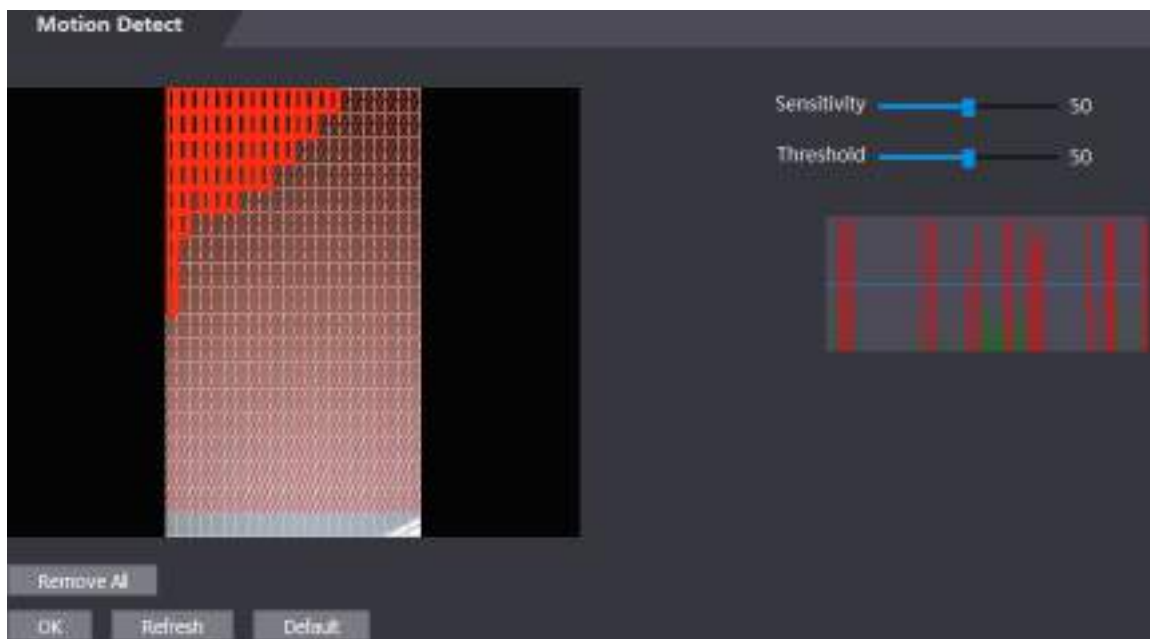 Motion Detect
Sensitivity 50
Threshold 50
Remove All
OK Refresh Default